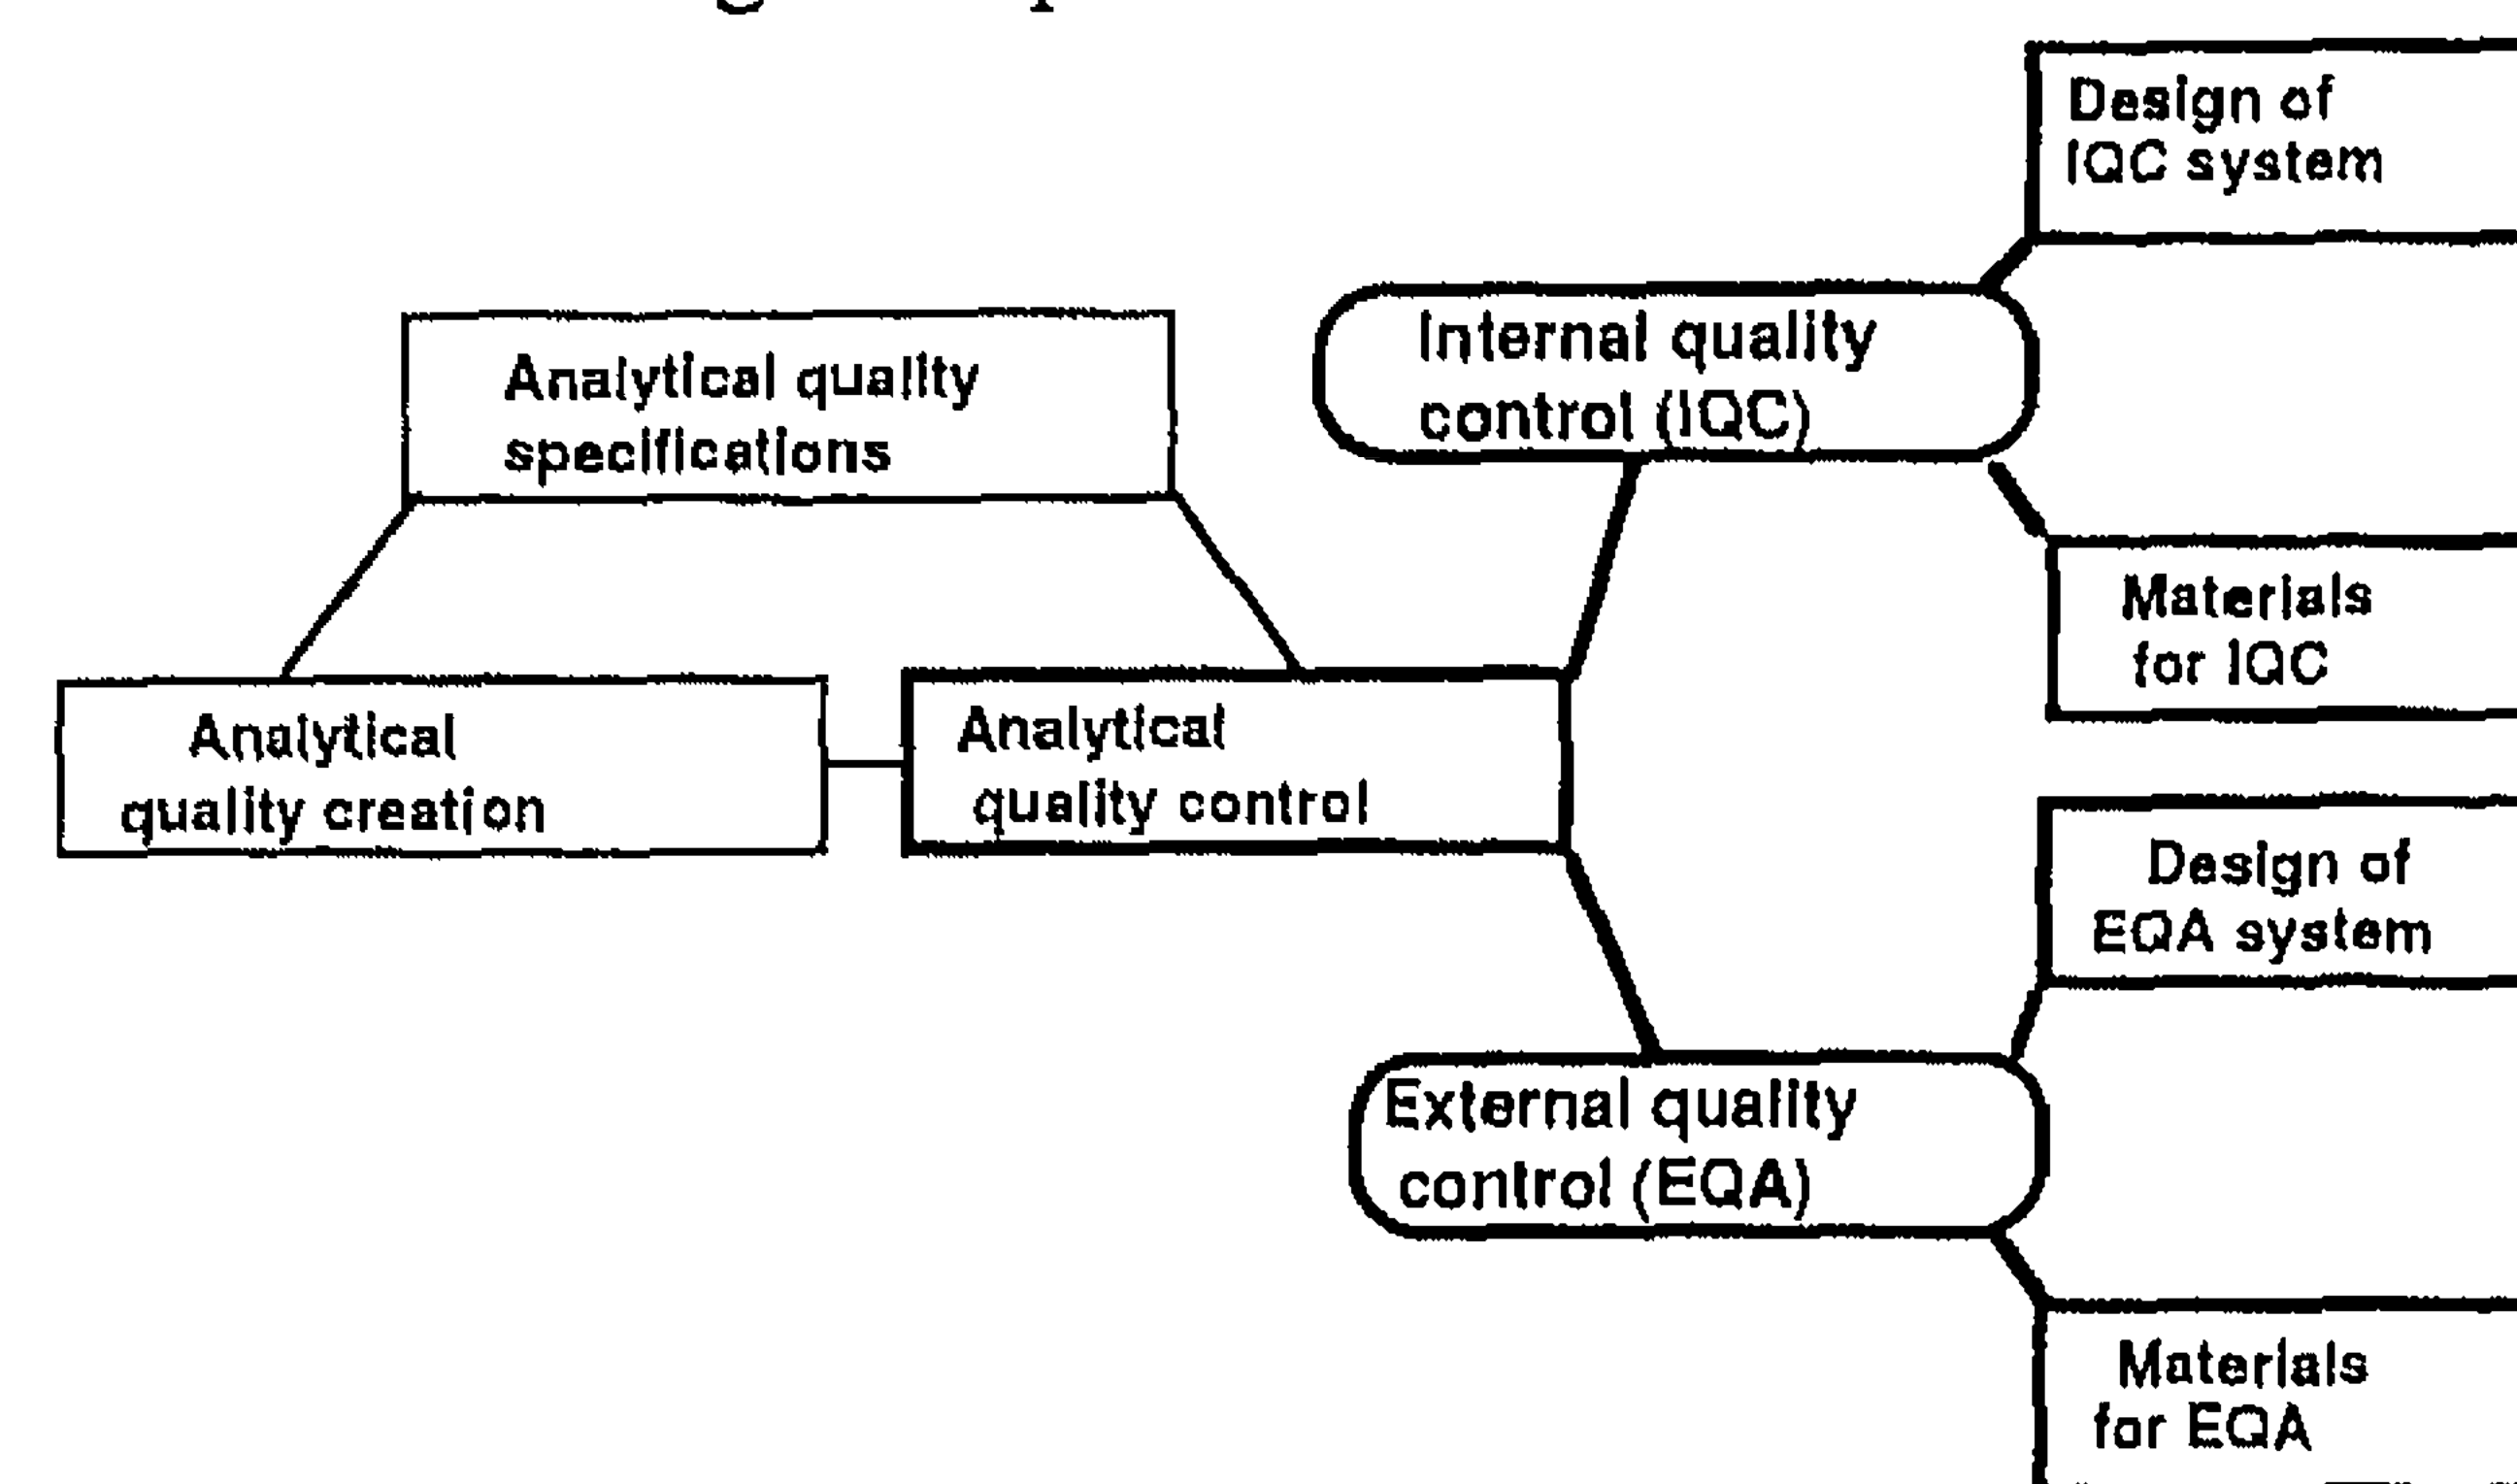 Design of
IQC system
Internal quality
control (IQC)
Analytical quality
specifications
Materials
for IQC
Analytical
quality creation
Analytical
quality control
Design of
EQA system
External quality
control (EQA)
Materials
for EQA